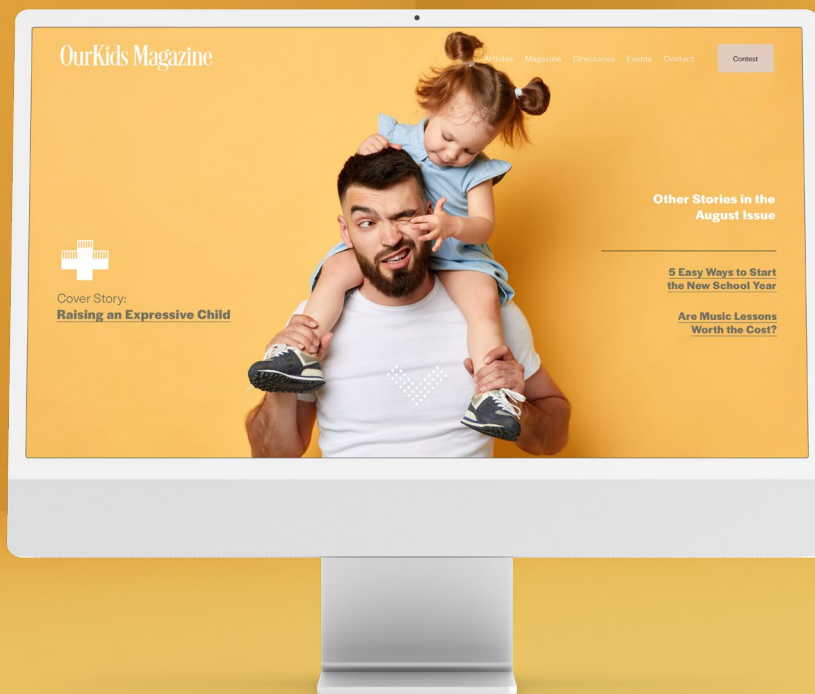 OurKids Magazine
Articles Magazine Directories Events Contact
Contest
Cover Story:
Raising an Expressive Child
Other Stories in the
August Issue
5 Easy Ways to Start
the New School Year
Are Music Lessons
Worth the Cost?